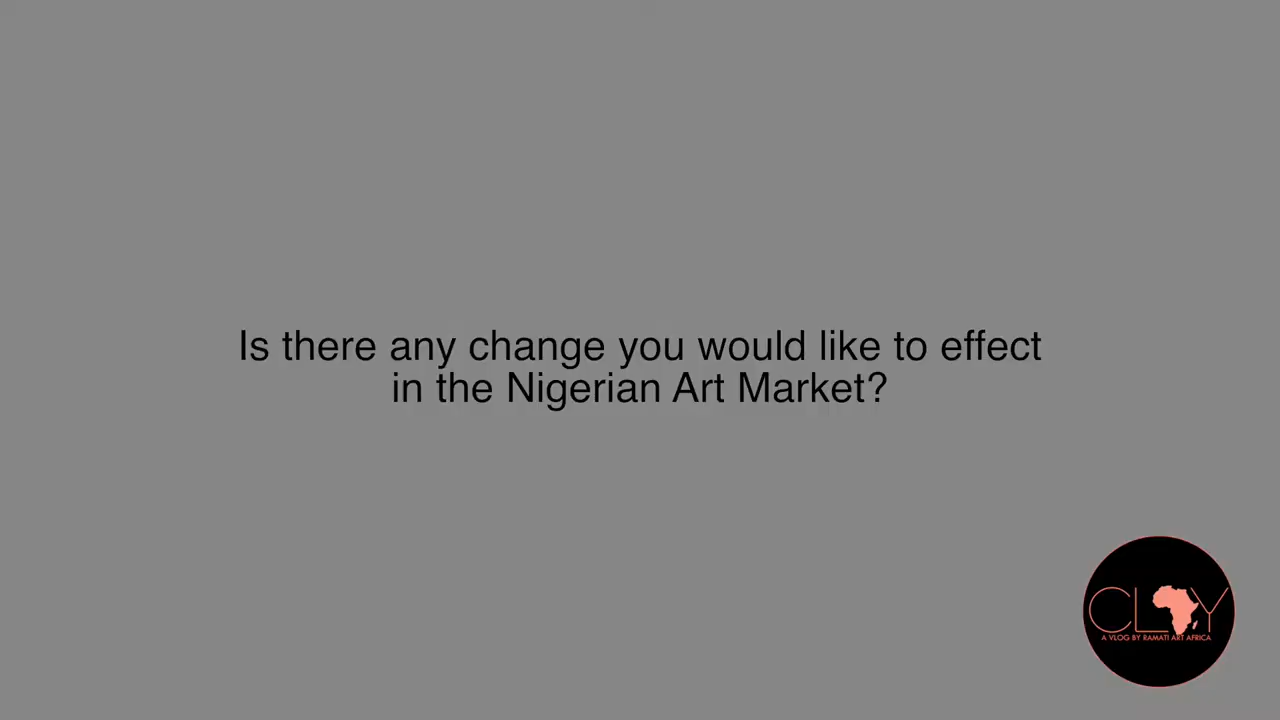 Is there any change you would like to effect
in the Nigerian Art Market?
CLAY
A VLOG BY RAMATI ART AFRICA